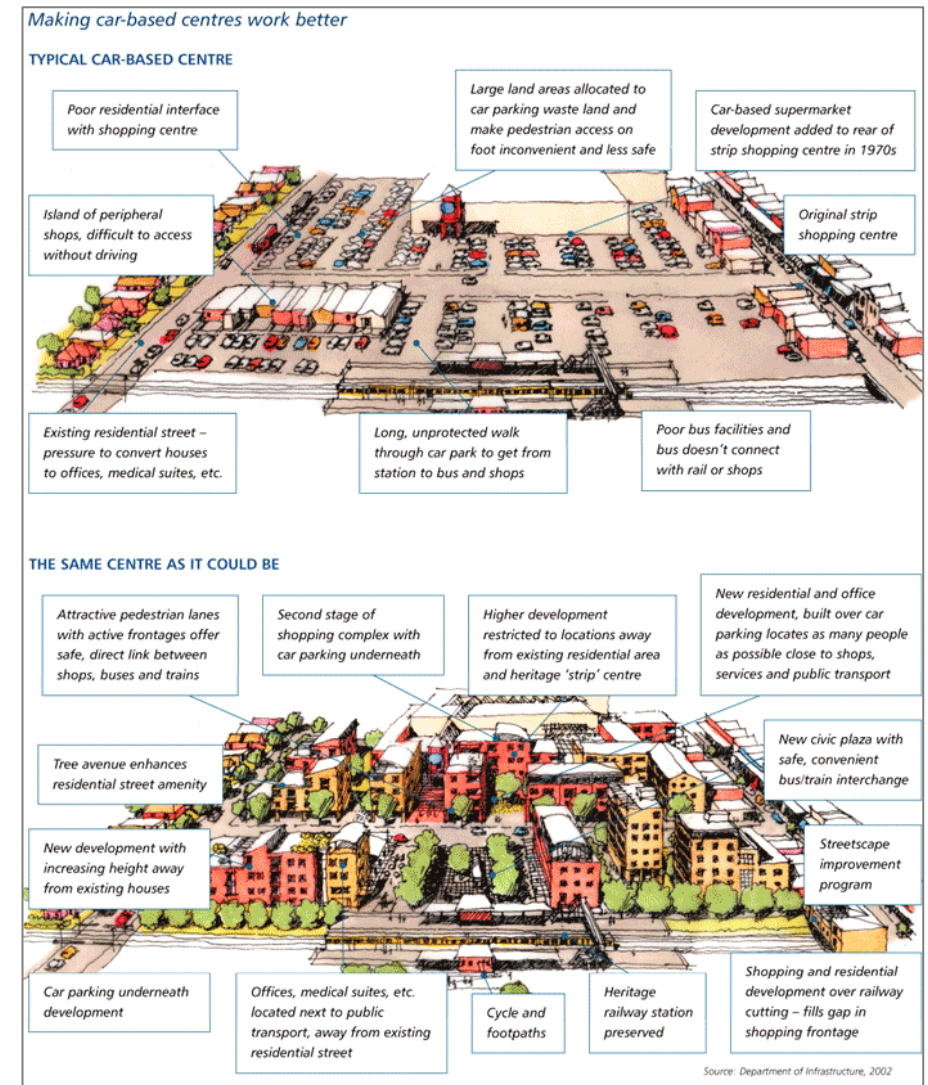 Making car-based centres work better
TYPICAL CAR-BASED CENTRE
Poor residential interface
with shopping centre
Large land areas allocated to
car parking waste land and
make pedestrian access on
foot inconvenient and less safe
Car-based supermarket
development added to rear of
strip shopping centre in 1970s
Island of peripheral
shops, difficult to access
without driving
Original strip
shopping centre
Existing residential street –
pressure to convert houses
to offices, medical suites, etc.
Long, unprotected walk
through car park to get from
station to bus and shops
Poor bus facilities and
bus doesn't connect
with rail or shops
THE SAME CENTRE AS IT COULD BE
Attractive pedestrian lanes
with active frontages offer
safe, direct link between
shops, buses and trains
Second stage of
shopping complex with
car parking underneath
Higher development
restricted to locations away
from existing residential area
and heritage 'strip' centre
New residential and office
development, built over car
parking locates as many people
as possible close to shops,
services and public transport
Tree avenue enhances
residential street amenity
New civic plaza with
safe, convenient
bus/train interchange
New development with
increasing height away
from existing houses
Streetscape
improvement
program
Car parking underneath
development
Offices, medical suites, etc.
located next to public
transport, away from existing
residential street
Cycle and
footpaths
Heritage
railway station
preserved
Shopping and residential
development over railway
cutting – fills gap in
shopping frontage
Source: Department of Infrastructure, 2002